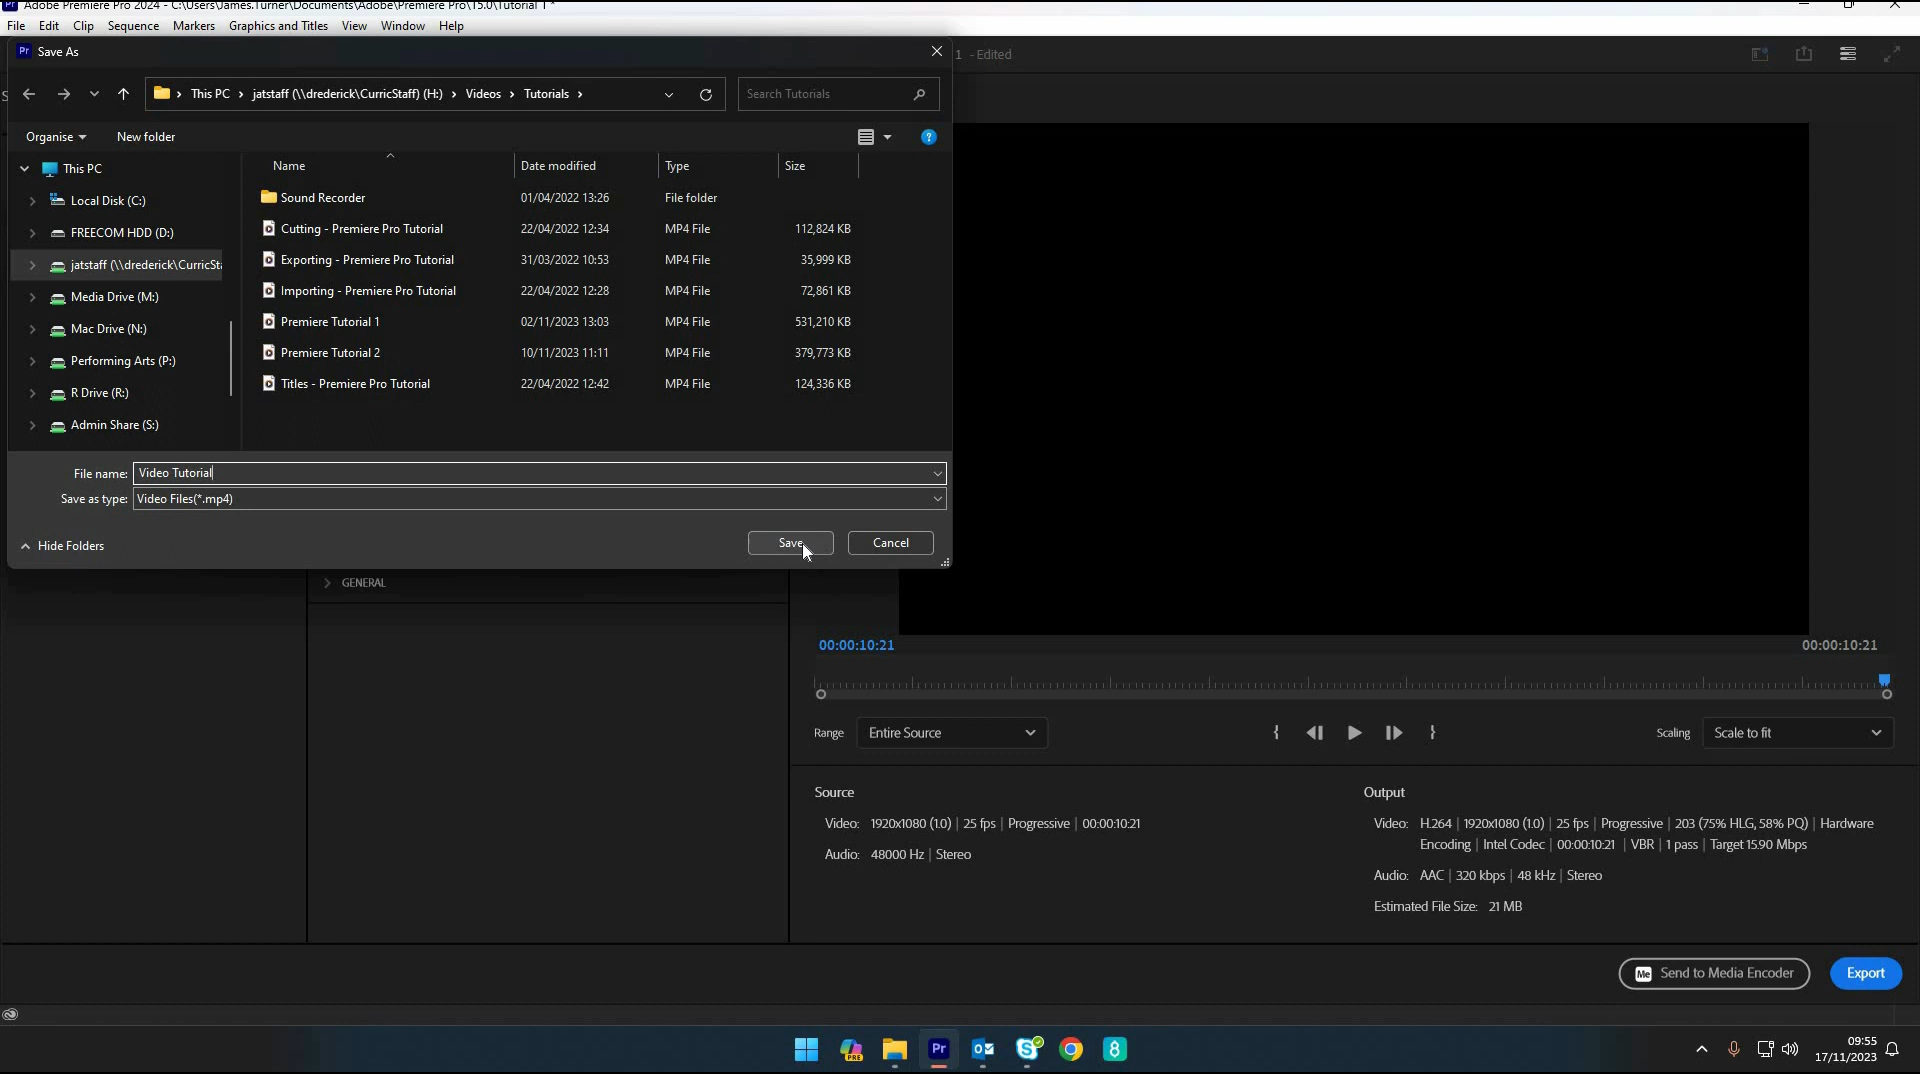 Adobe Premiere Pro 2024 - C:\Users\James.Turner\Documents\Adobe\Premiere Pro\15.0\Tutorial 1 *
File Edit Clip Sequence Markers Graphics and Titles View Window Help
Pr Save As
1 - Edited
This PC > jatstaff (\\drederick\CurricStaff) (H:) > Videos > Tutorials >
Search Tutorials
Organise New folder
This PC
Local Disk (C:)
FREECOM HDD (D:)
jatstaff (\\drederick\CurricSta
Media Drive (M:)
Mac Drive (N:)
Performing Arts (P:)
R Drive (R:)
Admin Share (S:)
Name Date modified Type Size
Sound Recorder 01/04/2022 13:26 File folder
Cutting - Premiere Pro Tutorial 22/04/2022 12:34 MP4 File 112,824 KB
Exporting - Premiere Pro Tutorial 31/03/2022 10:53 MP4 File 35,999 KB
Importing - Premiere Pro Tutorial 22/04/2022 12:28 MP4 File 72,861 KB
Premiere Tutorial 1 02/11/2023 13:03 MP4 File 531,210 KB
Premiere Tutorial 2 10/11/2023 11:11 MP4 File 379,773 KB
Titles - Premiere Pro Tutorial 22/04/2022 12:42 MP4 File 124,336 KB
File name: Video Tutorial
Save as type: Video Files(*.mp4)
Hide Folders
Save Cancel
GENERAL
00:00:10:21 00:00:10:21
Range Entire Source
Scaling Scale to fit
Source
Video: 1920x1080 (1.0) | 25 fps | Progressive | 00:00:10:21
Audio: 48000 Hz | Stereo
Output
Video: H.264 | 1920x1080 (1.0) | 25 fps | Progressive | 203 (75% HLG, 58% PQ) | Hardware
Encoding | Intel Codec | 00:00:10:21 | VBR | 1 pass | Target 15.90 Mbps
Audio: AAC | 320 kbps | 48 kHz | Stereo
Estimated File Size: 21 MB
Me Send to Media Encoder
Export
PRE
Pr
8
09:55
17/11/2023